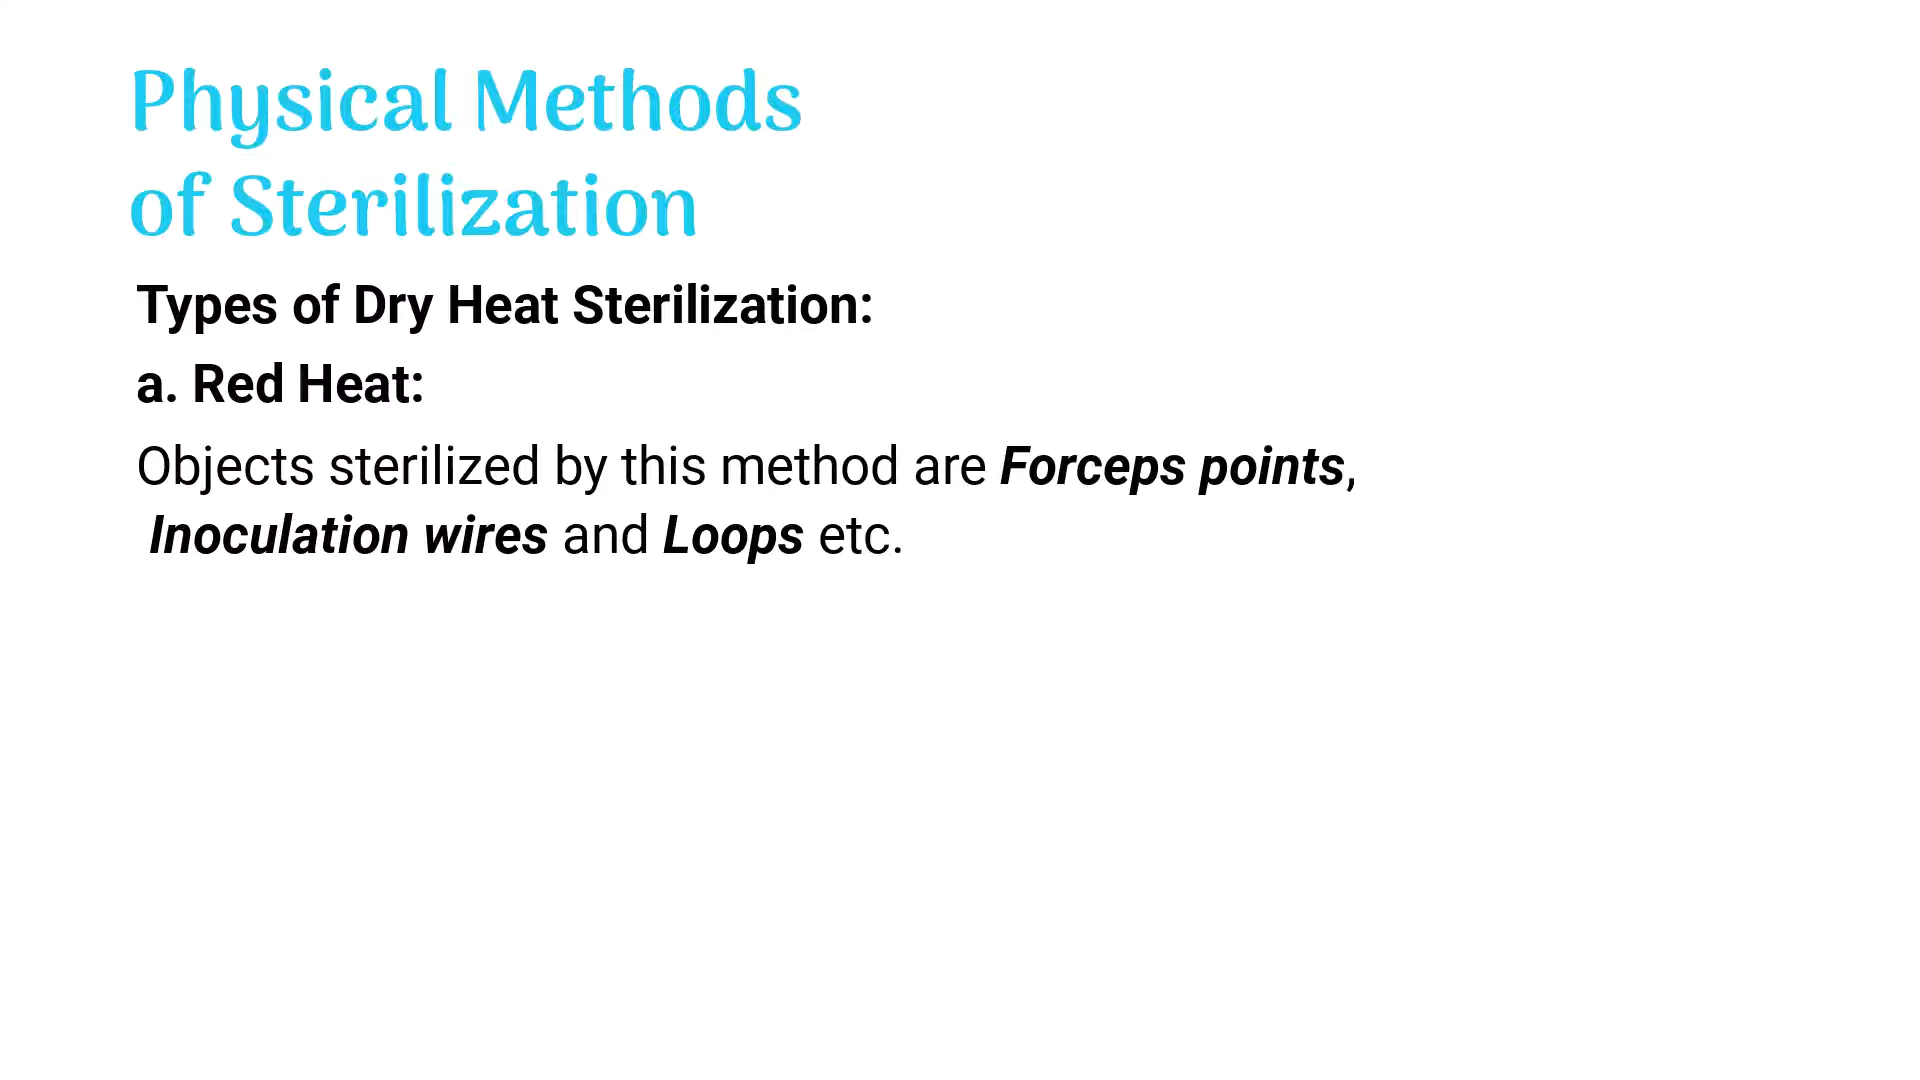 Physical Methods
of Sterilization
Types of Dry Heat Sterilization:
a. Red Heat:
Objects sterilized by this method are Forceps points,
Inoculation wires and Loops etc.